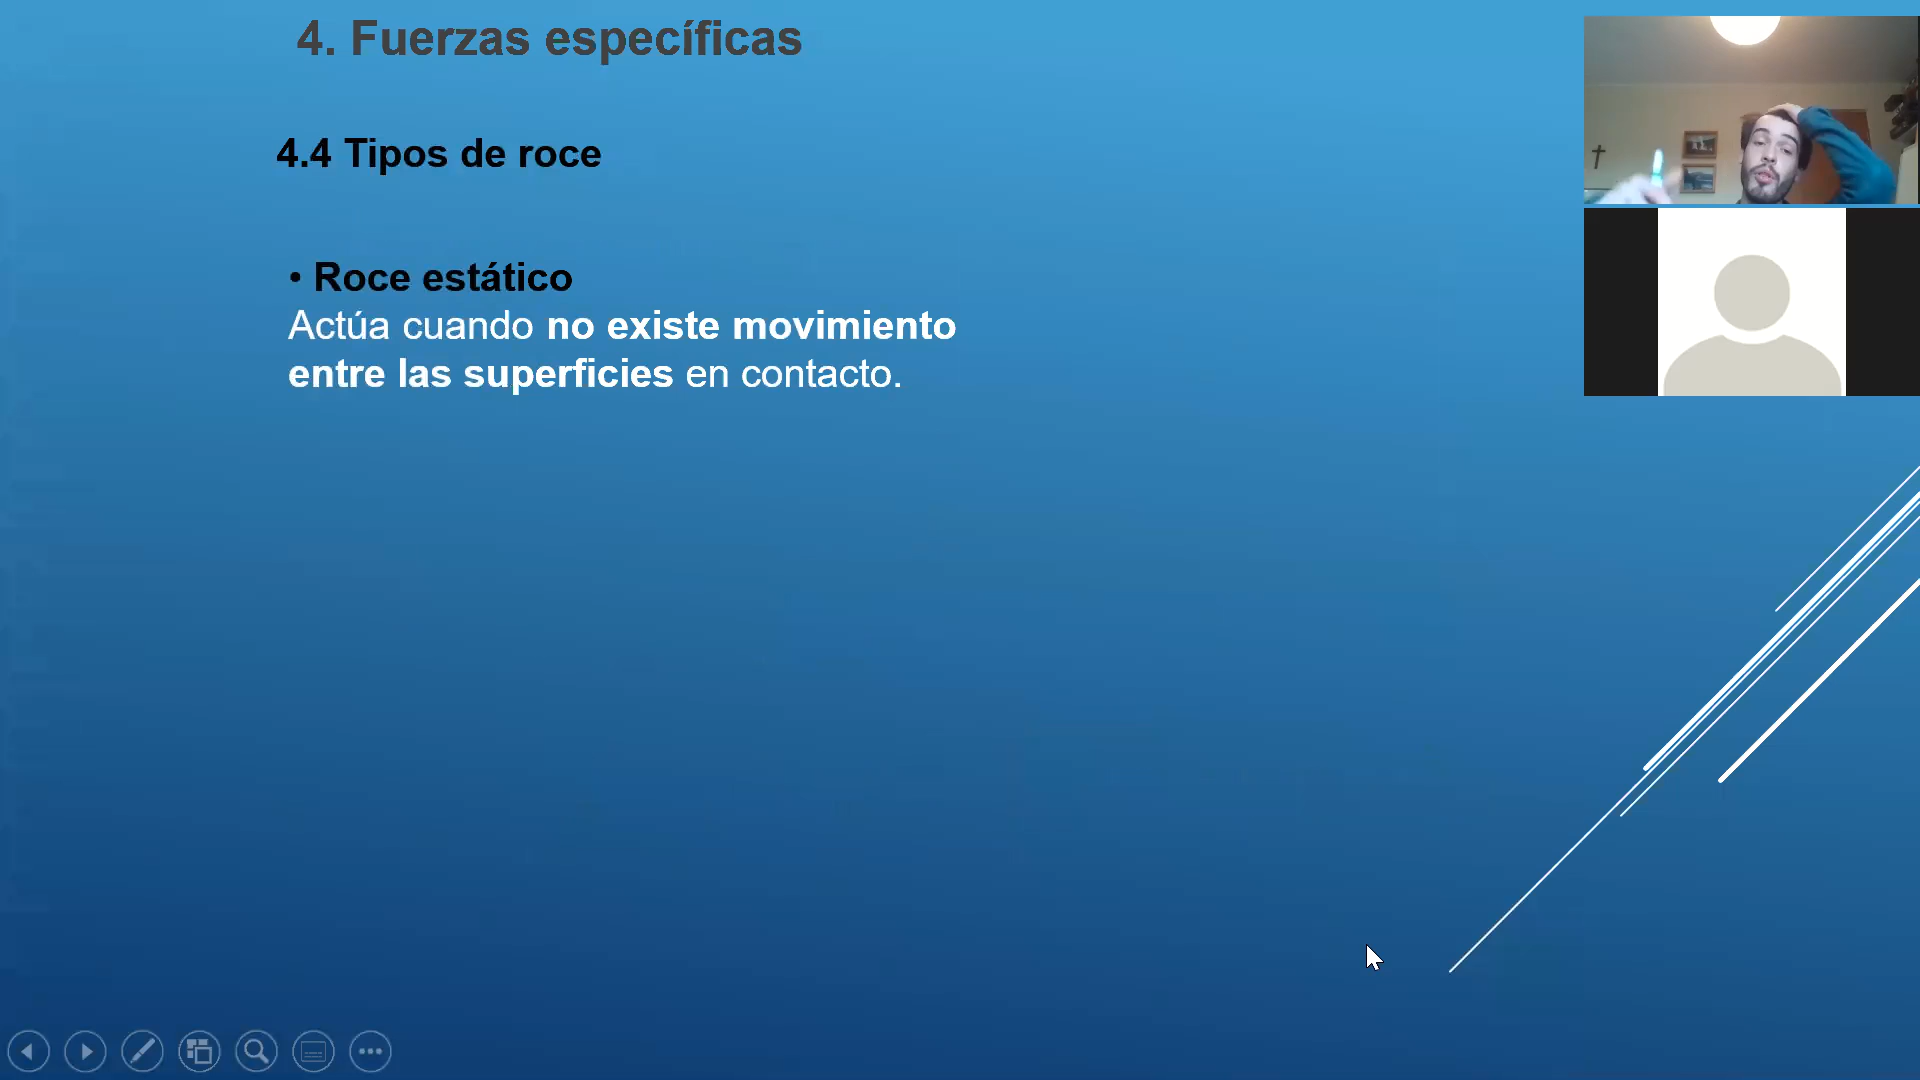 4. Fuerzas específicas
4.4 Tipos de roce
• Roce estático
Actúa cuando no existe movimiento
entre las superficies en contacto.